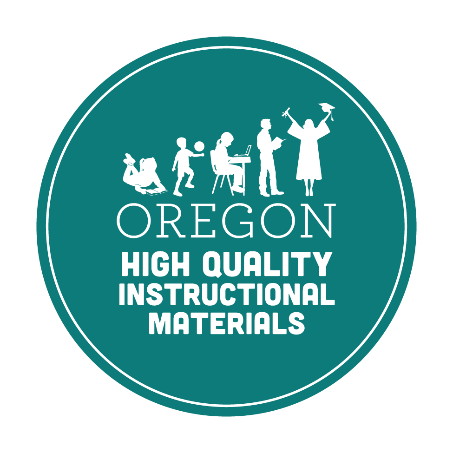 OREGON
HIGH QUALITY
INSTRUCTIONAL
MATERIALS